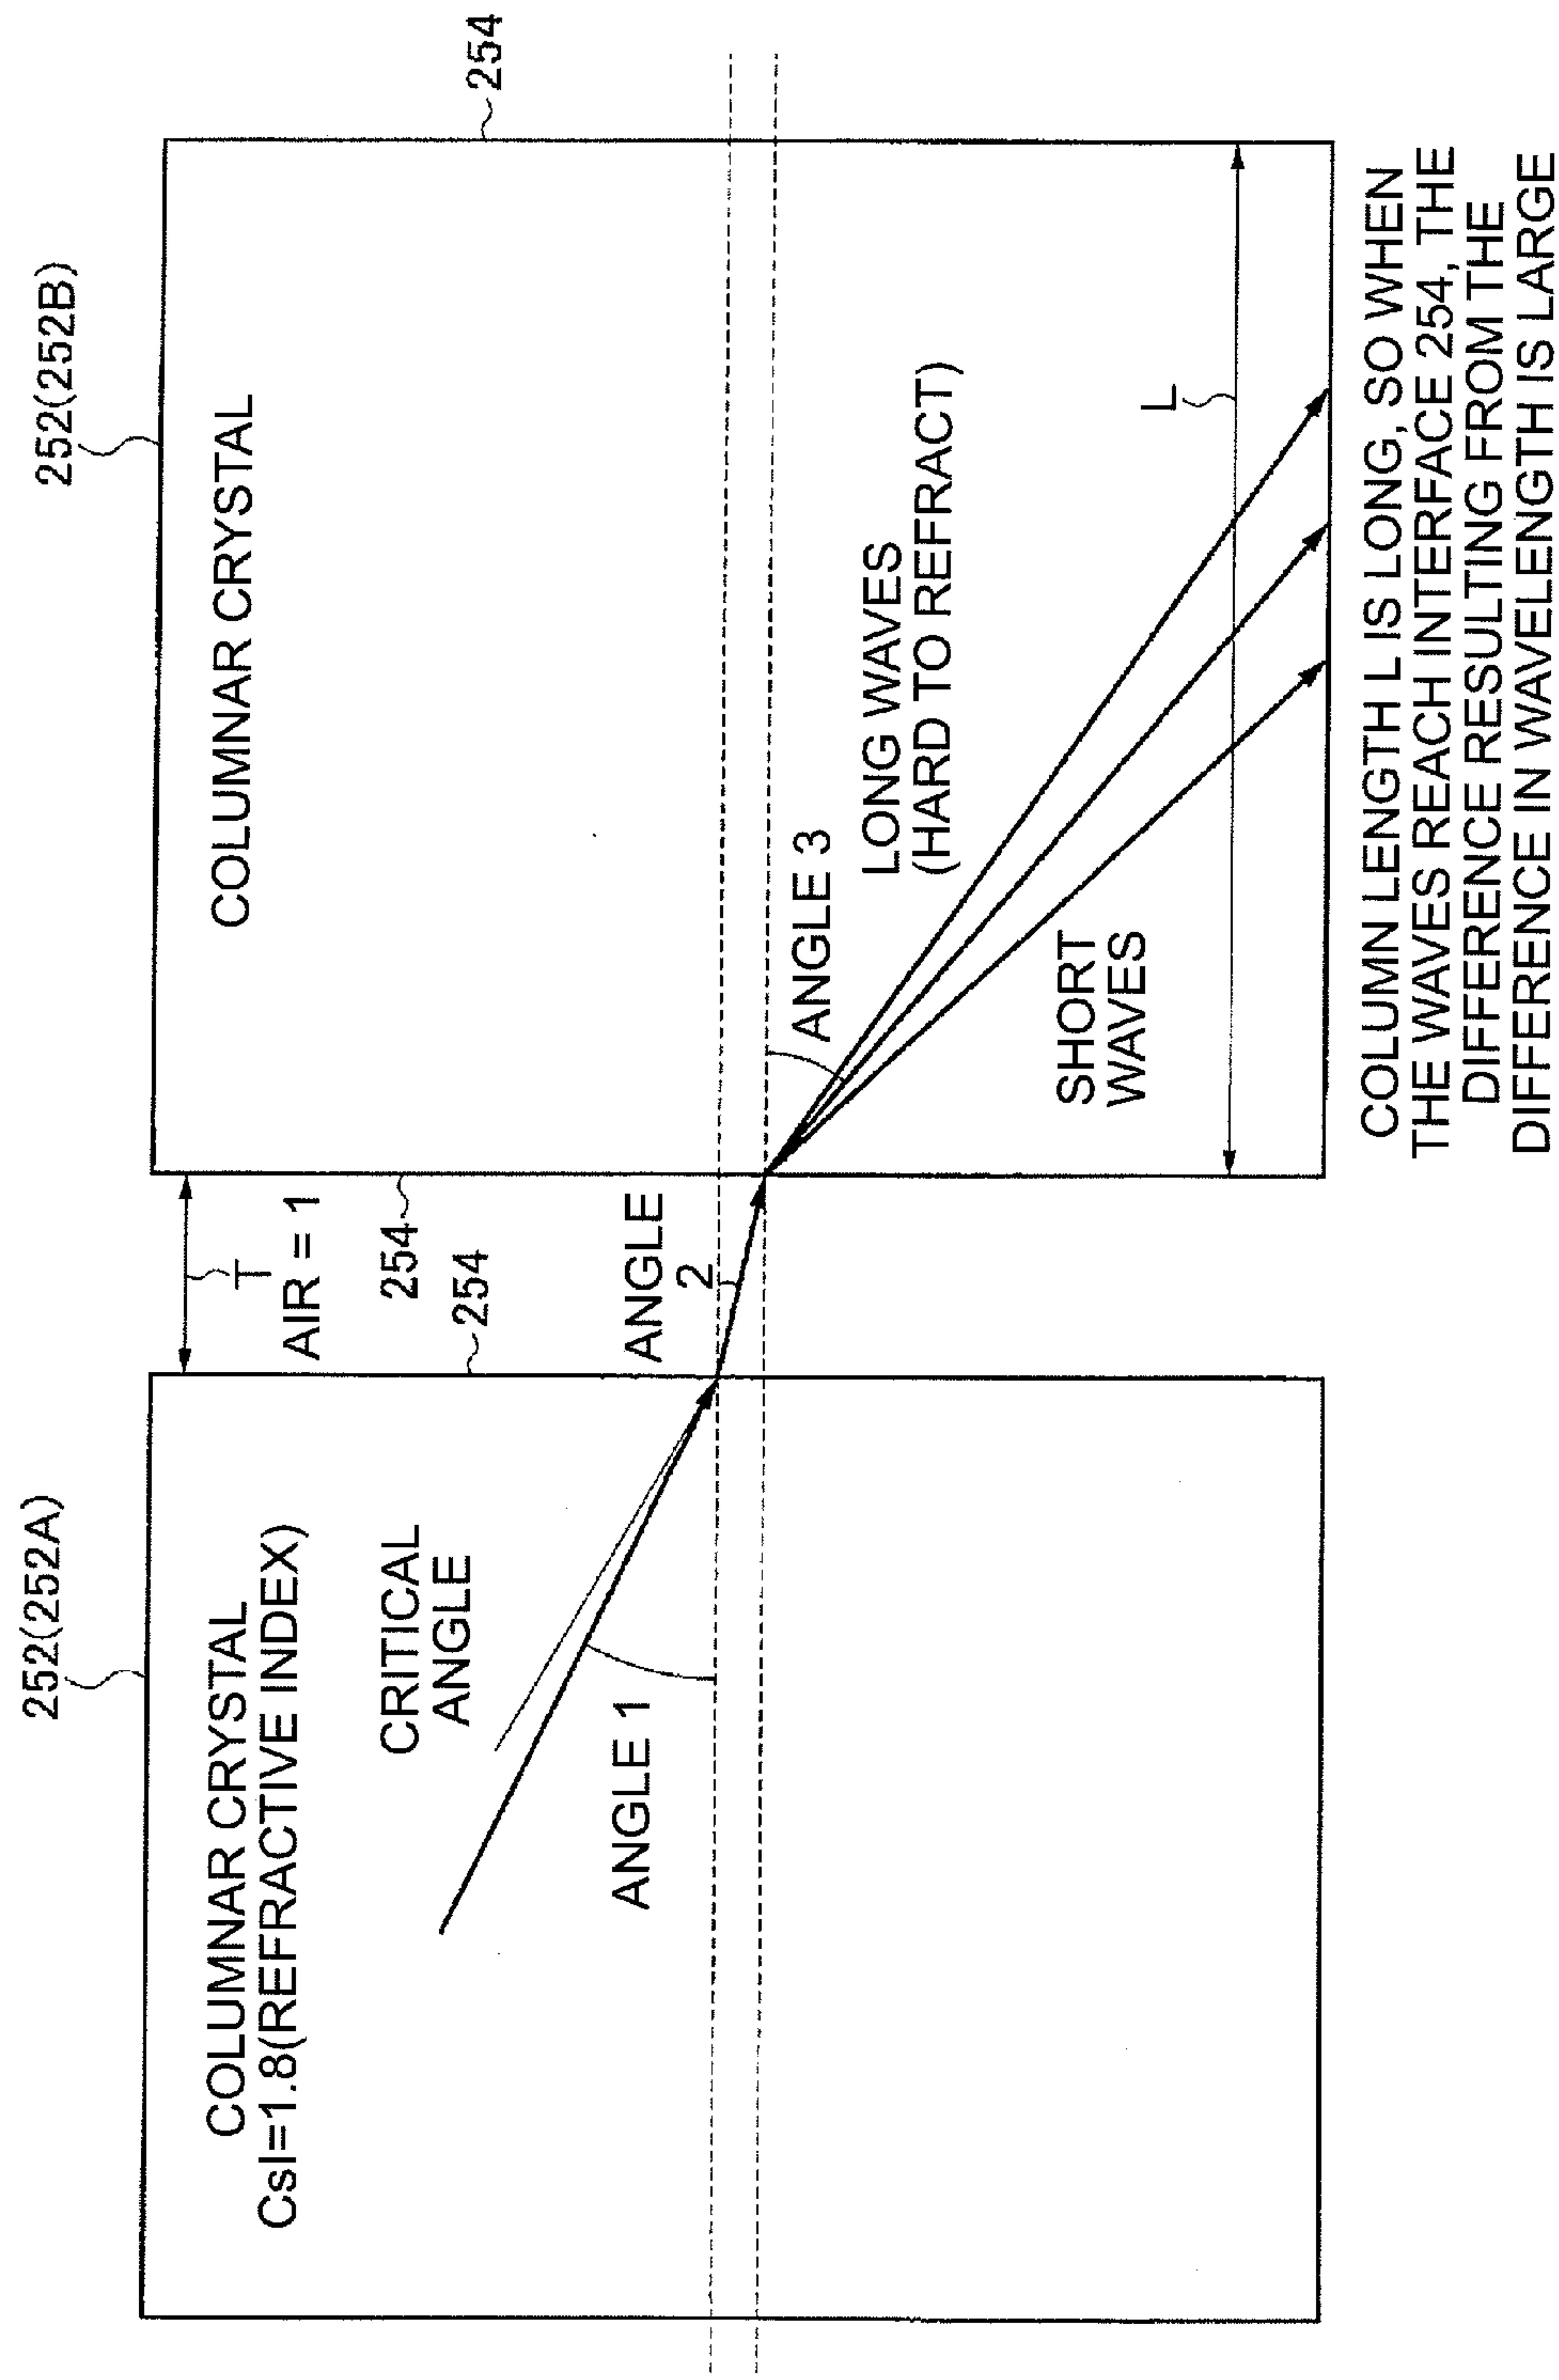 252(252A)
COLUMNAR CRYSTAL
CsI=1.8(REFRACTIVE INDEX)
CRITICAL
ANGLE
ANGLE 1
T
AIR = 1
254
254
ANGLE
2
252(252B)
COLUMNAR CRYSTAL
254
ANGLE 3
LONG WAVES
(HARD TO REFRACT)
SHORT
WAVES
L
COLUMN LENGTH L IS LONG, SO WHEN
THE WAVES REACH INTERFACE 254, THE
DIFFERENCE RESULTING FROM THE
DIFFERENCE IN WAVELENGTH IS LARGE